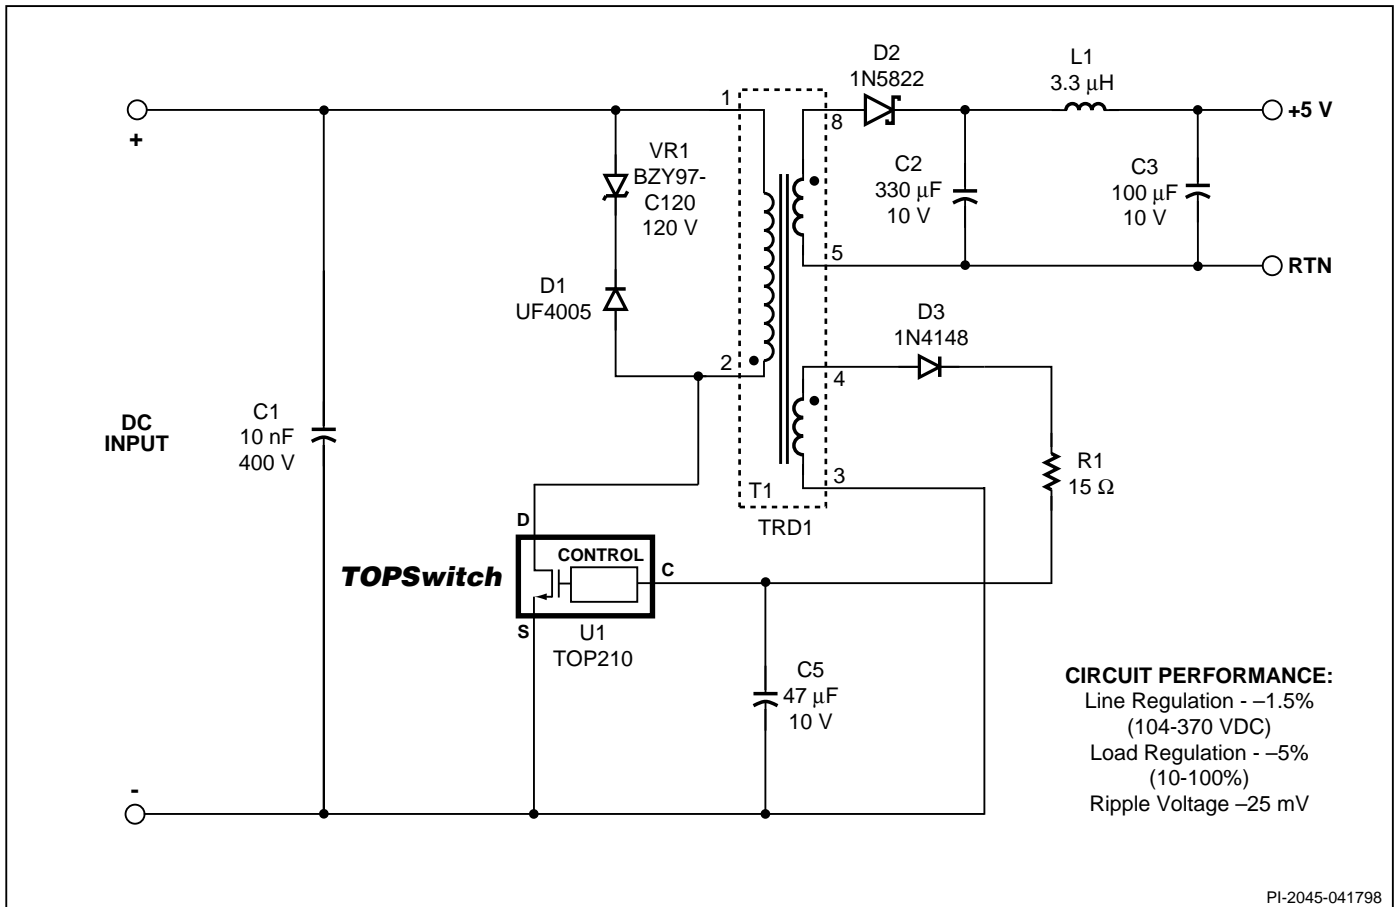 D2
1N5822
L1
3.3 μH
1
8
+5 V
+
VR1
BZY97-
C120
120 V
C2
330 μF
10 V
C3
100 μF
10 V
5
RTN
D1
UF4005
D3
1N4148
2
4
DC
INPUT
C1
10 nF
400 V
R1
15 Ω
3
T1
TRD1
D
CONTROL
C
TOPSwitch
S
U1
TOP210
C5
47 μF
10 V
CIRCUIT PERFORMANCE:
Line Regulation - –1.5%
(104-370 VDC)
Load Regulation - –5%
(10-100%)
Ripple Voltage –25 mV
-
PI-2045-041798